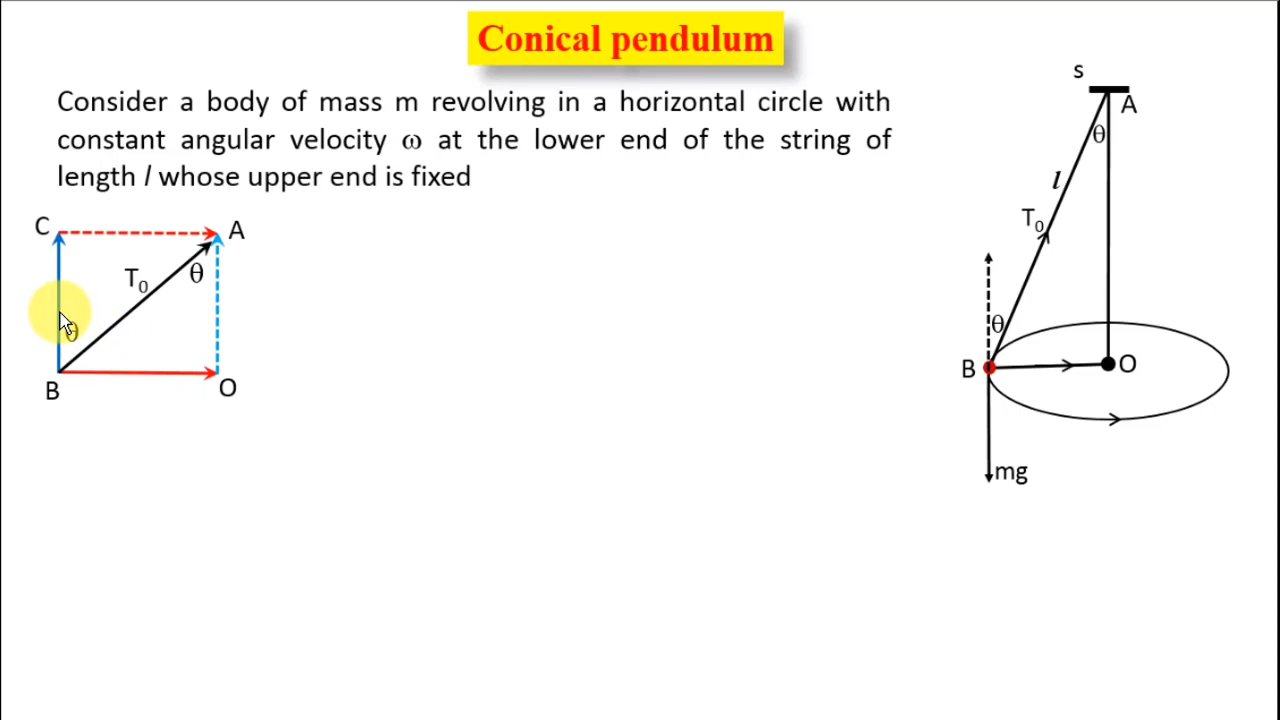 Conical pendulum
Consider a body of mass m revolving in a horizontal circle with
constant angular velocity ω at the lower end of the string of
length l whose upper end is fixed
s
A
θ
l
T₀
θ
B
O
mg
C
A
T₀
θ
θ
B
O